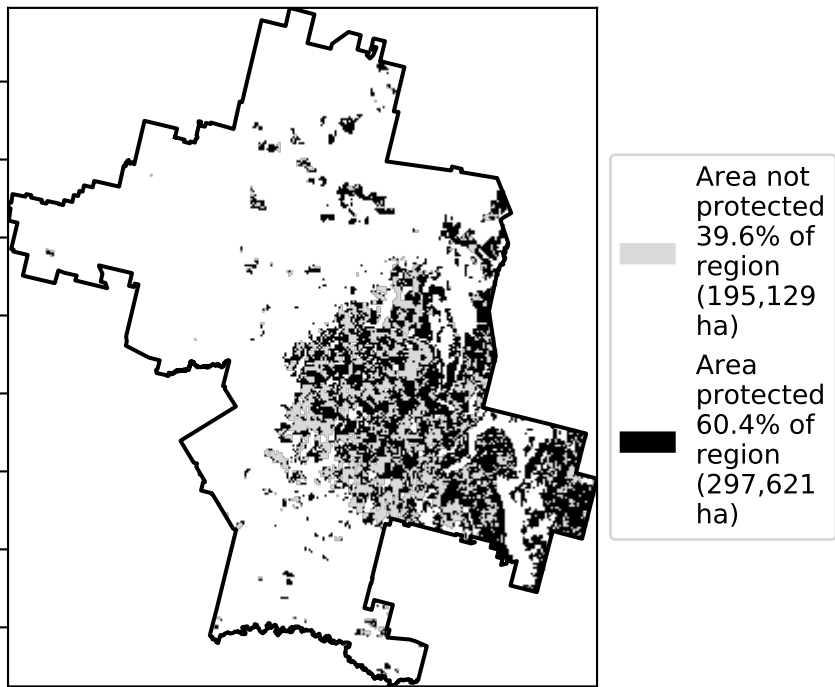 Area not
protected
39.6% of
region
(195,129
ha)
Area
protected
60.4% of
region
(297,621
ha)